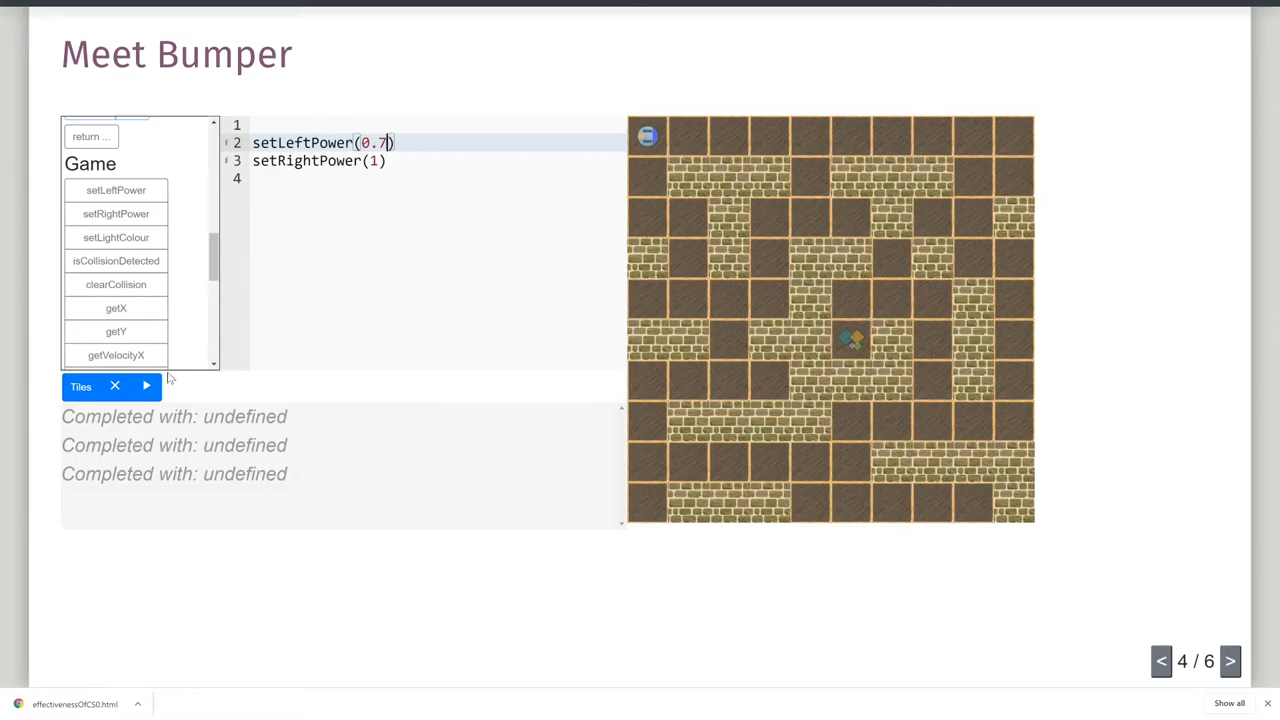 Meet Bumper
return ...
Game
setLeftPower
setRightPower
setLightColour
isCollisionDetected
clearCollision
getX
getY
getVelocityX
1
2 setLeftPower(0.7)
3 setRightPower(1)
4
Tiles
Completed with: undefined
Completed with: undefined
Completed with: undefined
< 4 / 6 >
effectivenessOfCS0.html
Show all